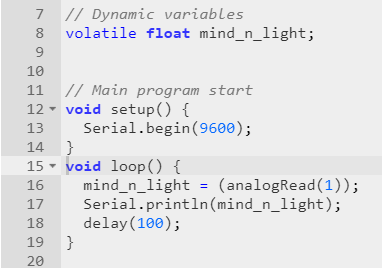 7 // Dynamic variables
8 volatile float mind_n_light;
9
10
11 // Main program start
12 void setup() {
13   Serial.begin(9600);
14 }
15 void loop() {
16   mind_n_light = (analogRead(1));
17   Serial.println(mind_n_light);
18   delay(100);
19 }
20